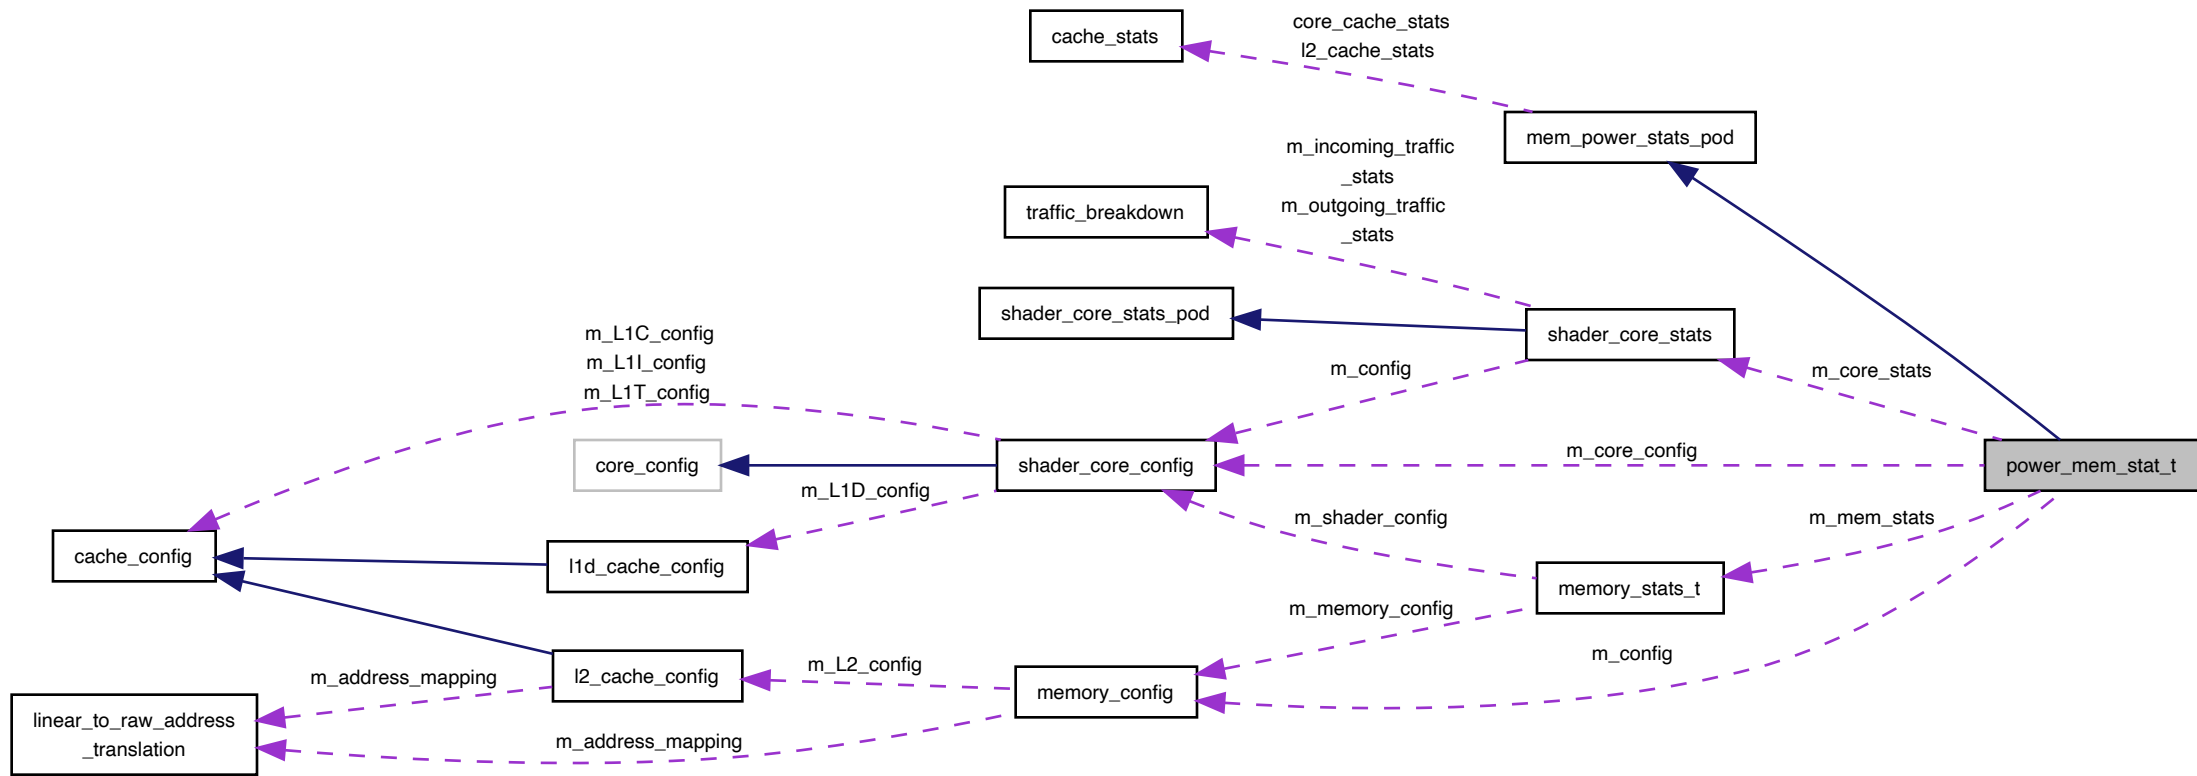 cache_stats
core_cache_stats
l2_cache_stats
mem_power_stats_pod
m_incoming_traffic
_stats
m_outgoing_traffic
_stats
traffic_breakdown
shader_core_stats_pod
shader_core_stats
m_L1C_config
m_L1I_config
m_L1T_config
m_config
m_core_stats
core_config
shader_core_config
m_core_config
power_mem_stat_t
m_L1D_config
m_shader_config
m_mem_stats
cache_config
l1d_cache_config
memory_stats_t
m_memory_config
m_config
m_address_mapping
l2_cache_config
m_L2_config
memory_config
linear_to_raw_address
_translation
m_address_mapping